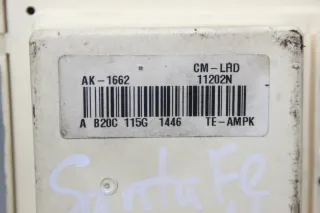 CM-LRD
AK-1662 11202N
A B20C 115G 1446 TE-AMPK
Santa Fe